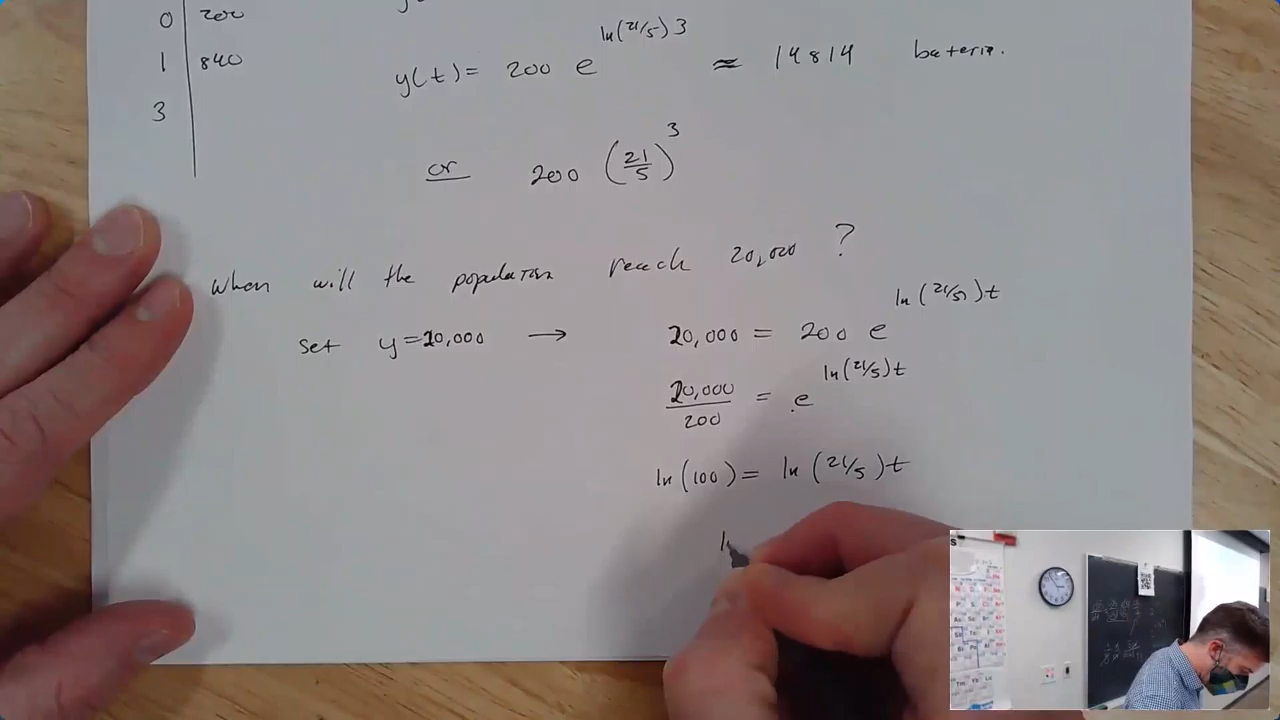 0 200
1 840
3
y(t) = 200 e^{ln(21/5)3} ≈ 14814 bateria.
or 200 (21/5)^3
when will the population reach 20,000 ?
set y=20,000 → 20,000 = 200 e^{ln(21/5)t}
20,000/200 = e^{ln(21/5)t}
ln(100) = ln(21/5)t